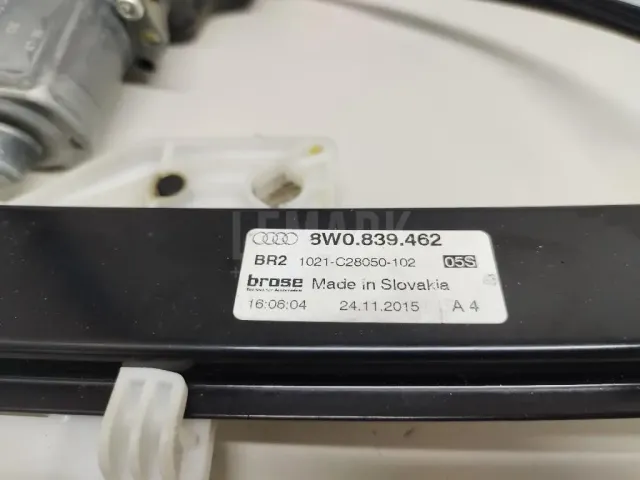 LEMARK
8W0.839.462
BR2 1021-C28050-102 05S
brose Made in Slovakia
16:06:04 24.11.2015 A 4